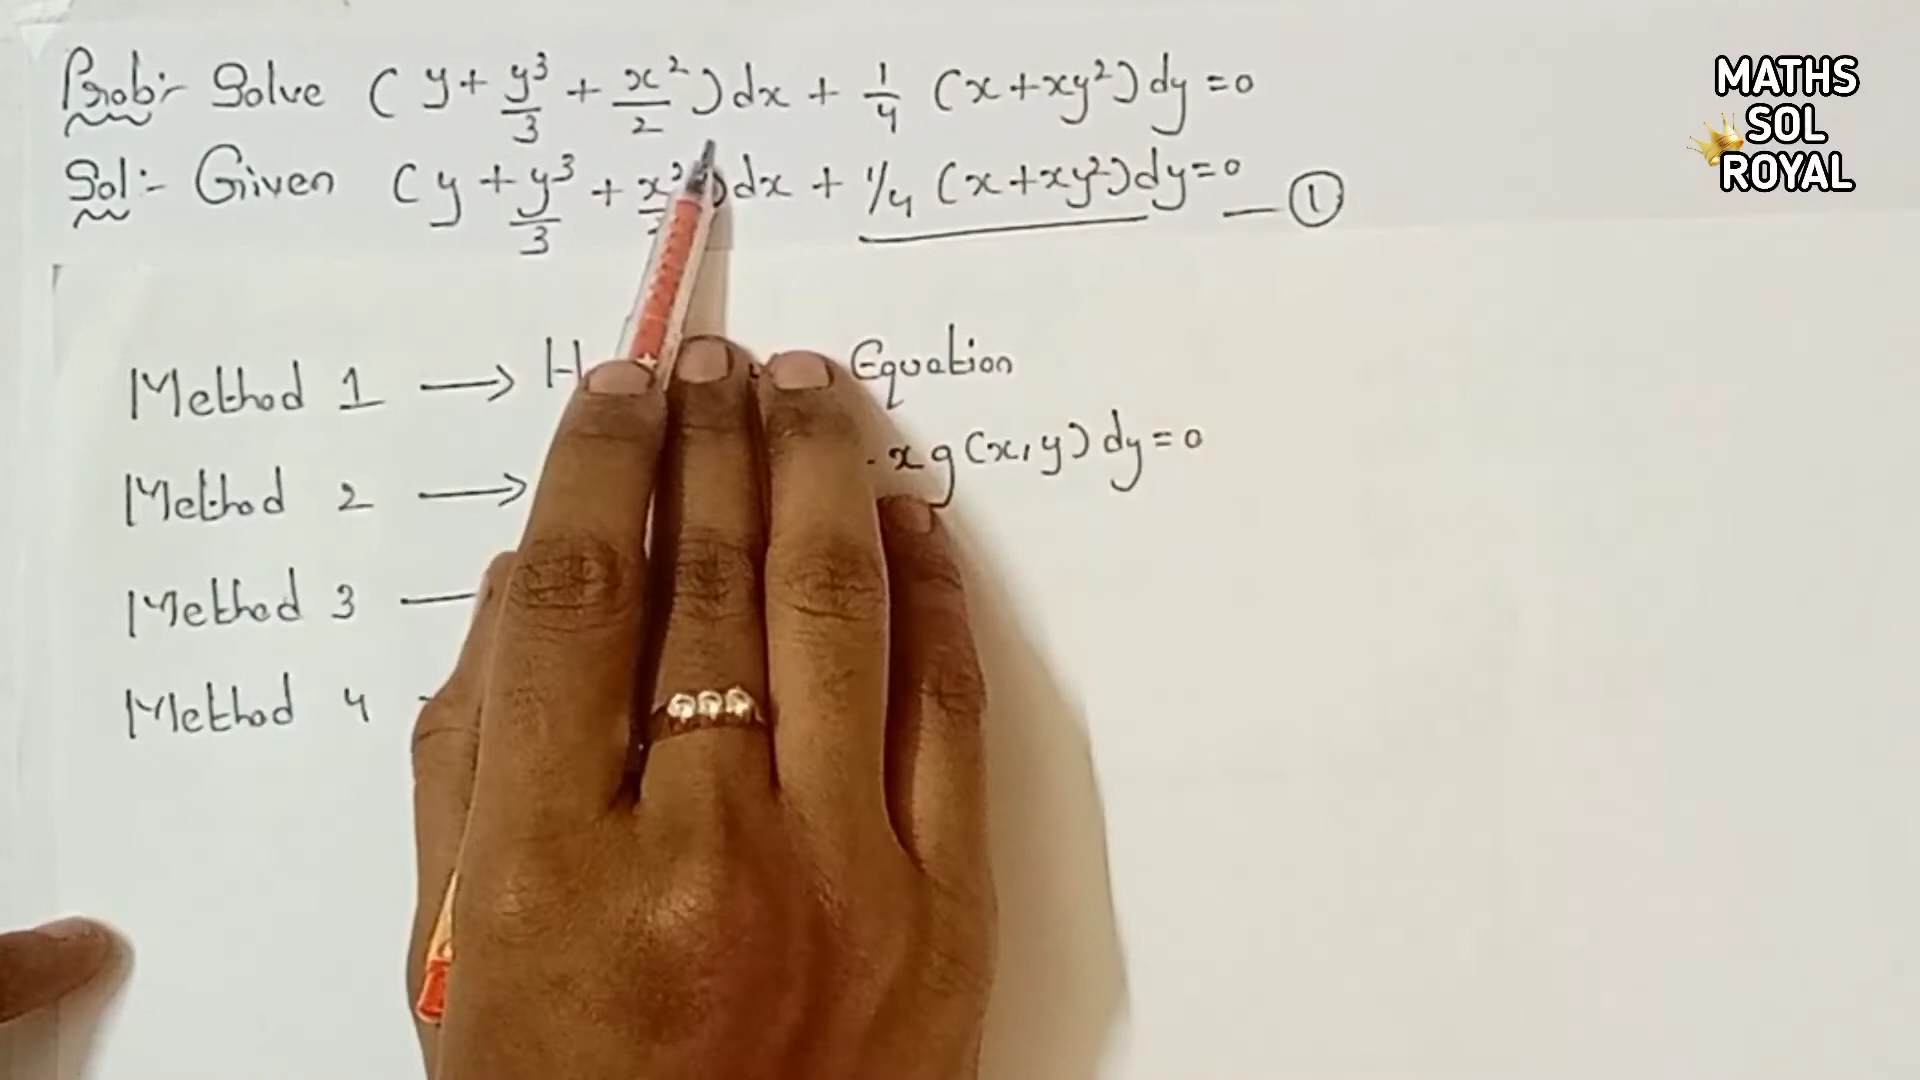 Prob:- Solve (y + y³/3 + x²/2) dx + 1/4 (x + xy²) dy = 0
Sol:- Given (y + y³/3 + x² dx + 1/4 (x + xy²) dy = 0 — ①
Method 1 → Equation
Method 2 → x g(x, y) dy = 0
Method 3 —
Method 4
MATHS
SOL
ROYAL